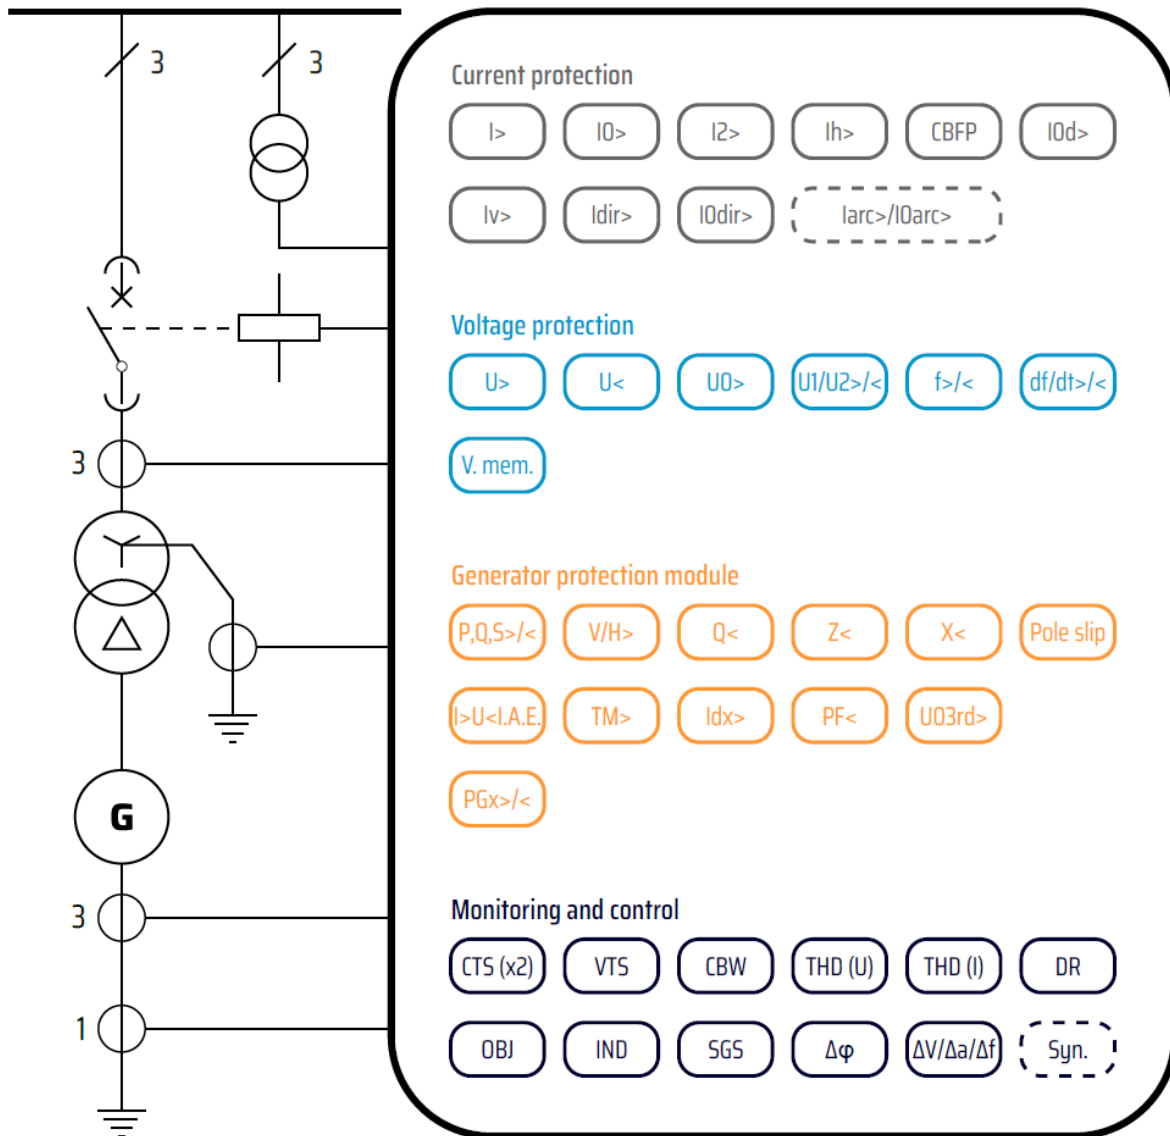 3
3
Current protection
I> I0> I2> Ih> CBFP I0d>
Iv> Idir> I0dir> Iarc>/I0arc>
Voltage protection
U> U< U0> U1/U2>/< f>/< df/dt>/<
3
V. mem.
Generator protection module
P,Q,S>/< V/H> Q< Z< X< Pole slip
I>U<I.A.E. TM> Idx> PF< U03rd>
PGx>/<
G
3
Monitoring and control
CTS (x2) VTS CBW THD (U) THD (I) DR
1
OBJ IND SGS Δφ ΔV/Δa/Δf Syn.